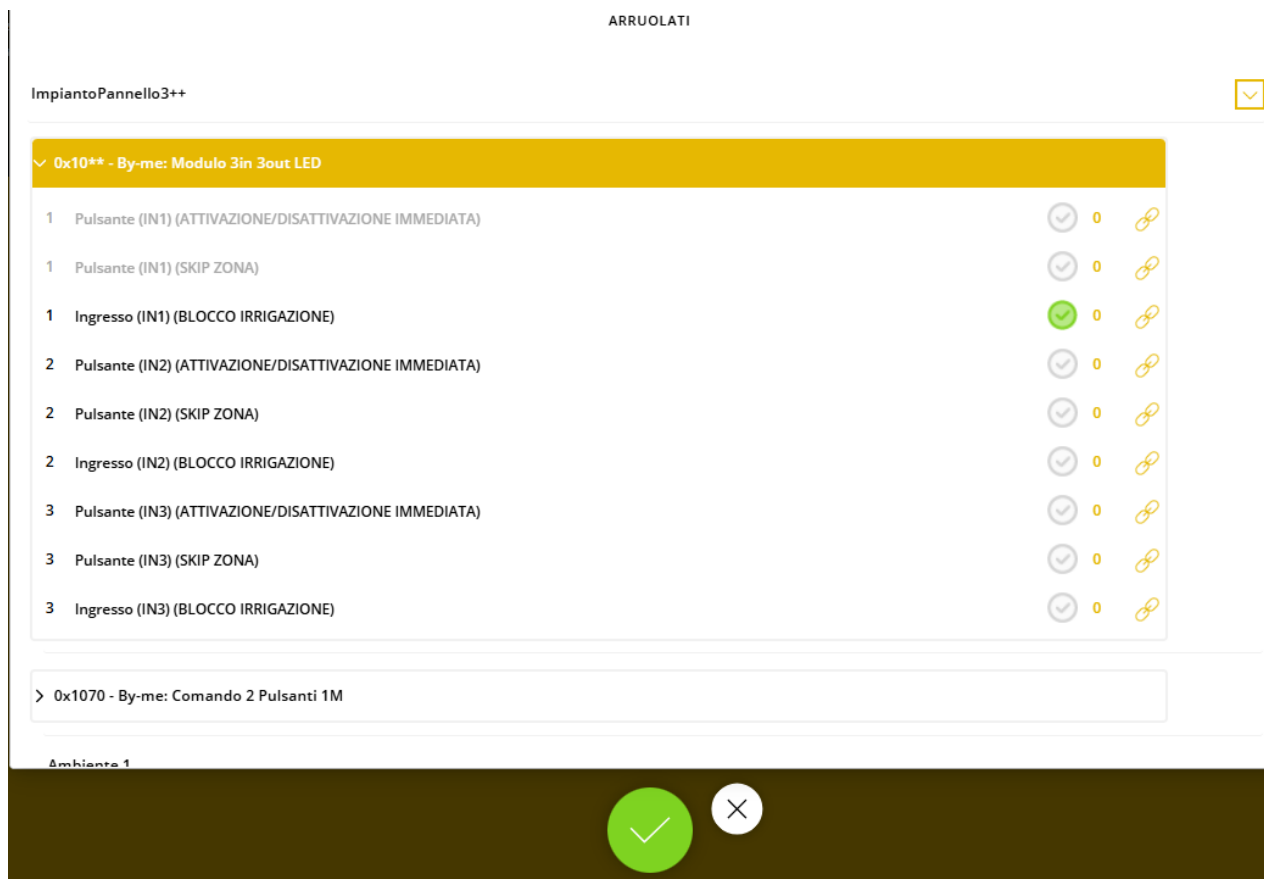 ARRUOLATI
ImpiantoPannello3++
0x10** - By-me: Modulo 3in 3out LED
1 Pulsante (IN1) (ATTIVAZIONE/DISATTIVAZIONE IMMEDIATA) 0
1 Pulsante (IN1) (SKIP ZONA) 0
1 Ingresso (IN1) (BLOCCO IRRIGAZIONE) 0
2 Pulsante (IN2) (ATTIVAZIONE/DISATTIVAZIONE IMMEDIATA) 0
2 Pulsante (IN2) (SKIP ZONA) 0
2 Ingresso (IN2) (BLOCCO IRRIGAZIONE) 0
3 Pulsante (IN3) (ATTIVAZIONE/DISATTIVAZIONE IMMEDIATA) 0
3 Pulsante (IN3) (SKIP ZONA) 0
3 Ingresso (IN3) (BLOCCO IRRIGAZIONE) 0
0x1070 - By-me: Comando 2 Pulsanti 1M
Ambiente 1